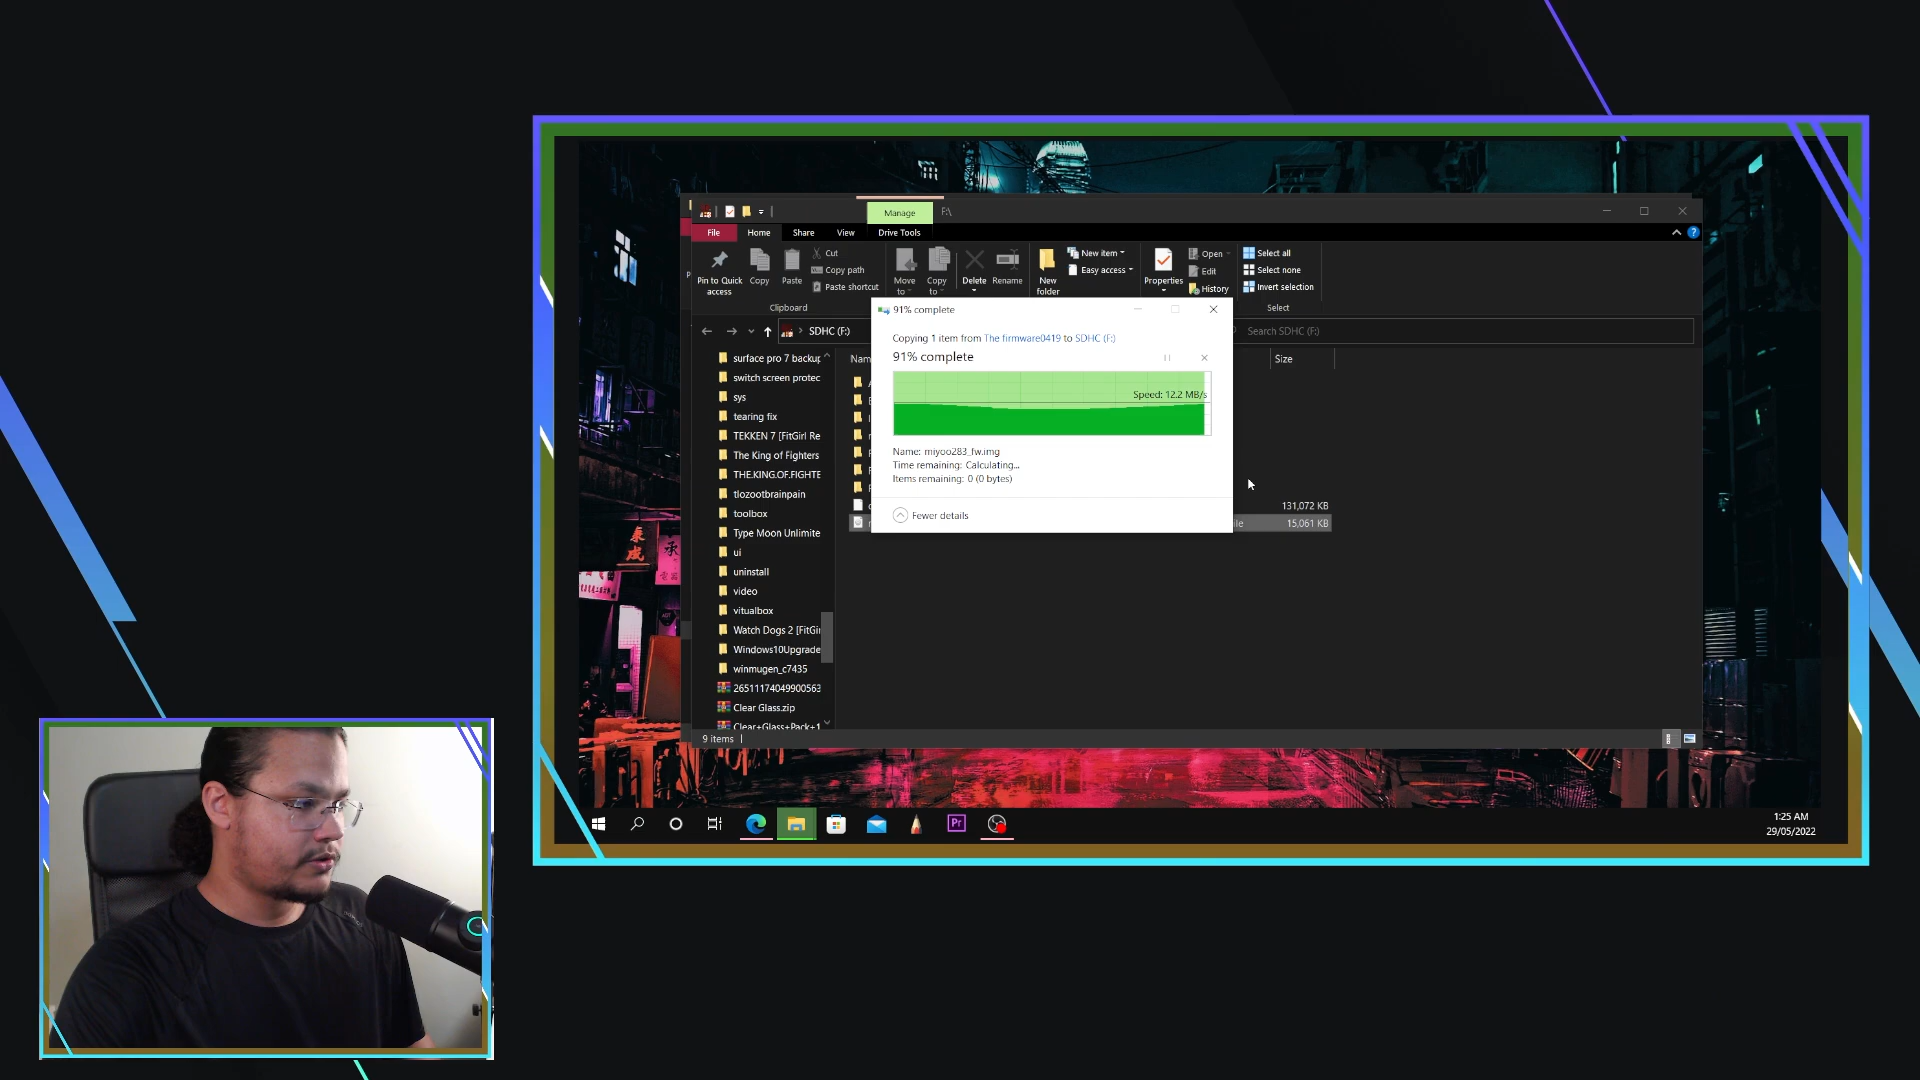 Manage
F:\
File
Home
Share
View
Drive Tools
Pin to Quick access
Copy
Paste
Cut
Copy path
Paste shortcut
Move to
Copy to
Delete
Rename
New folder
New item
Easy access
Properties
Open
Edit
History
Select all
Select none
Invert selection
Clipboard
Select
SDHC (F:)
Search SDHC (F:)
Size
surface pro 7 backup
switch screen protec
sys
tearing fix
TEKKEN 7 [FitGirl Re
The King of Fighters
THE.KING.OF.FIGHTE
tlozootbrainpain
toolbox
Type Moon Unlimite
ui
uninstall
video
vitualbox
Watch Dogs 2 [FitGir
Windows10Upgrade
winmugen_c7435
26511174049900563
Clear Glass.zip
Clear+Glass+Pack+1
9 items
91% complete
Copying 1 item from The firmware0419 to SDHC (F:)
91% complete
Speed: 12.2 MB/s
Name: miyoo283_fw.img
Time remaining: Calculating...
Items remaining: 0 (0 bytes)
Fewer details
131,072 KB
15,061 KB
Pr
1:25 AM
29/05/2022